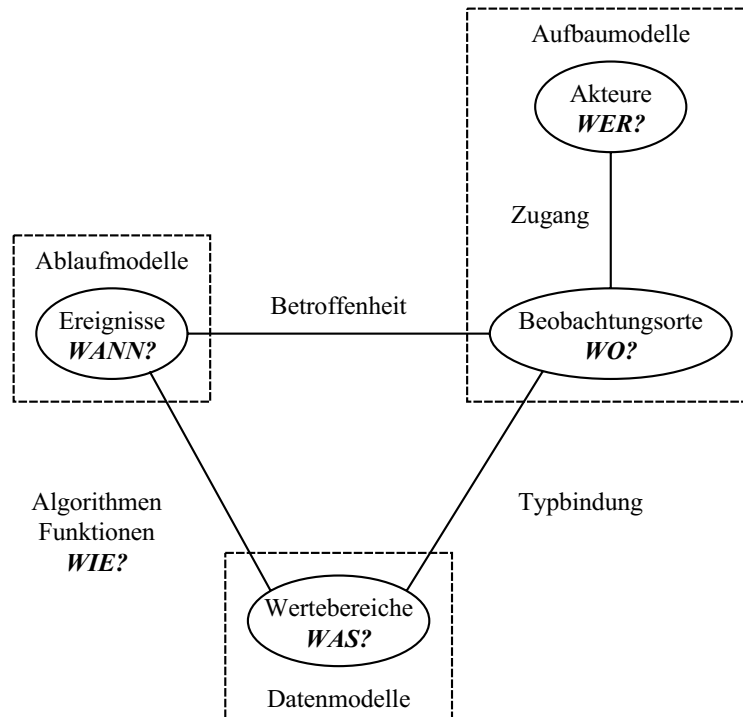 Aufbaumodelle
Akteure
WER?
Zugang
Ablaufmodelle
Betroffenheit
Ereignisse
WANN?
Beobachtungsorte
WO?
Algorithmen
Funktionen
WIE?
Typbindung
Wertebereiche
WAS?
Datenmodelle